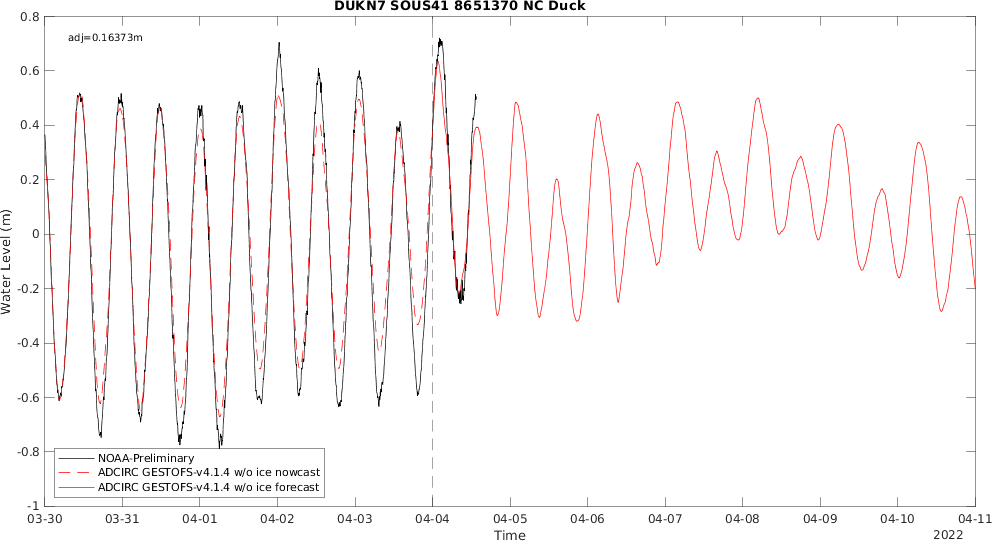 DUKN7 SOUS41 8651370 NC Duck
adj=0.16373m
0.8
0.6
0.4
0.2
0
-0.2
-0.4
-0.6
-0.8
-1
Water Level (m)
NOAA-Preliminary
ADCIRC GESTOFS-v4.1.4 w/o ice nowcast
ADCIRC GESTOFS-v4.1.4 w/o ice forecast
03-30 03-31 04-01 04-02 04-03 04-04 04-05 04-06 04-07 04-08 04-09 04-10 04-11
Time
2022